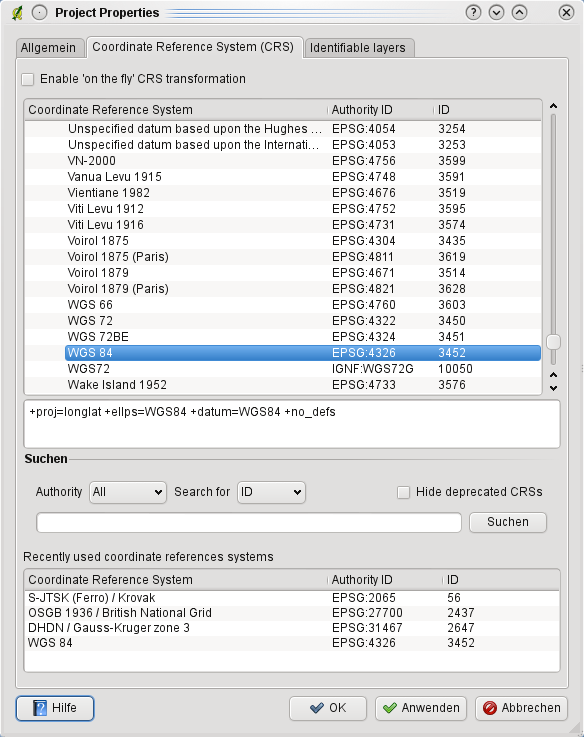 Project Properties
Allgemein Coordinate Reference System (CRS) Identifiable layers
Enable 'on the fly' CRS transformation
Coordinate Reference System Authority ID ID
Unspecified datum based upon the Hughes ... EPSG:4054 3254
Unspecified datum based upon the Internati... EPSG:4053 3253
VN-2000 EPSG:4756 3599
Vanua Levu 1915 EPSG:4748 3591
Vientiane 1982 EPSG:4676 3519
Viti Levu 1912 EPSG:4752 3595
Viti Levu 1916 EPSG:4731 3574
Voirol 1875 EPSG:4304 3435
Voirol 1875 (Paris) EPSG:4811 3619
Voirol 1879 EPSG:4671 3514
Voirol 1879 (Paris) EPSG:4821 3628
WGS 66 EPSG:4760 3603
WGS 72 EPSG:4322 3450
WGS 72BE EPSG:4324 3451
WGS 84 EPSG:4326 3452
WGS72 IGNF:WGS72G 10050
Wake Island 1952 EPSG:4733 3576
+proj=longlat +ellps=WGS84 +datum=WGS84 +no_defs
Suchen
Authority All Search for ID Hide deprecated CRSs
Suchen
Recently used coordinate references systems
Coordinate Reference System Authority ID ID
S-JTSK (Ferro) / Krovak EPSG:2065 56
OSGB 1936 / British National Grid EPSG:27700 2437
DHDN / Gauss-Kruger zone 3 EPSG:31467 2647
WGS 84 EPSG:4326 3452
Hilfe OK Anwenden Abbrechen